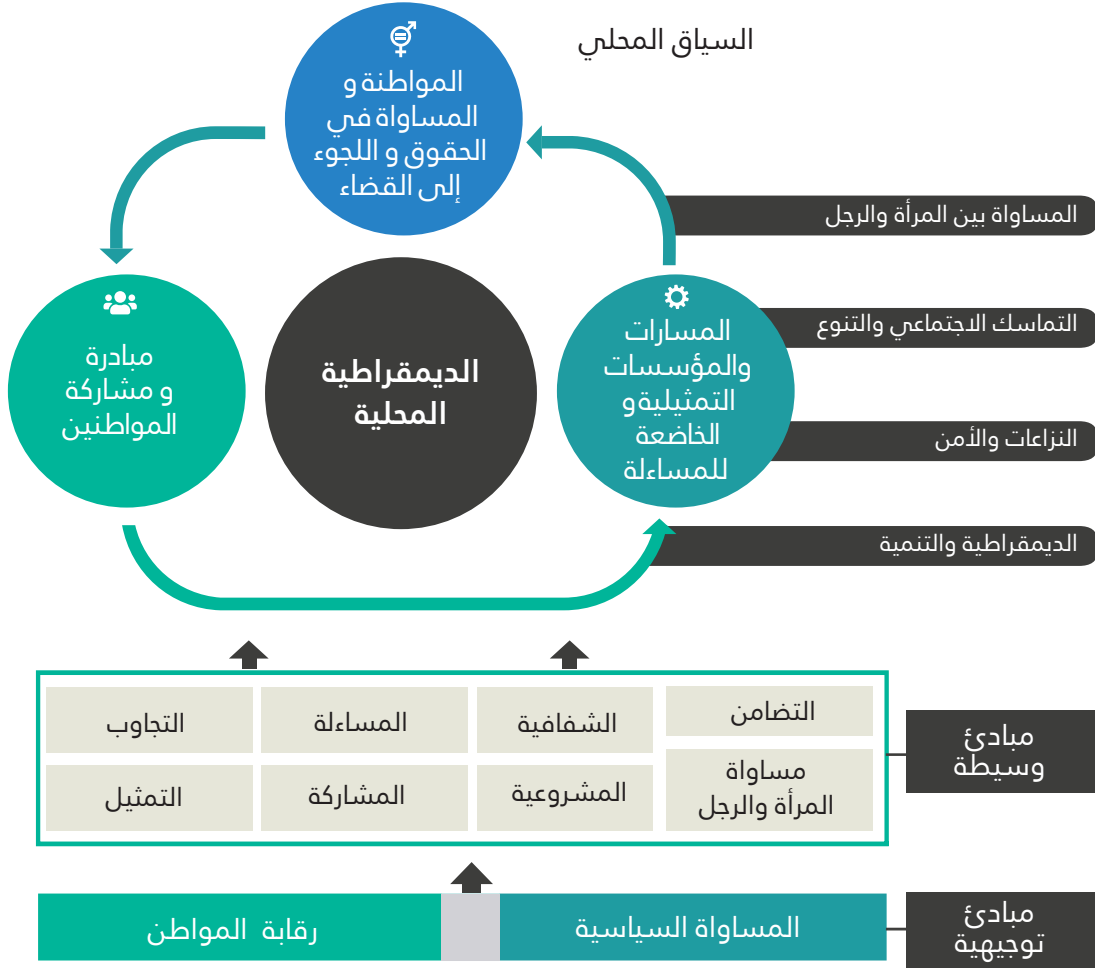 السياق المحلي
المواطنة و
المساواة في
الحقوق و اللجوء
إلى القضاء
المساواة بين المرأة والرجل
التماسك الاجتماعي والتنوع
النزاعات والأمن
الديمقراطية والتنمية
المسارات
والمؤسسات
التمثيلية و
الخاضعة
للمساءلة
الديمقراطية
المحلية
مبادرة
و مشاركة
المواطنين
مبادئ
وسيطة
التضامن
الشفافية
المساءلة
التجاوب
مساواة
المرأة والرجل
المشروعية
المشاركة
التمثيل
مبادئ
توجيهية
المساواة السياسية
رقابة المواطن